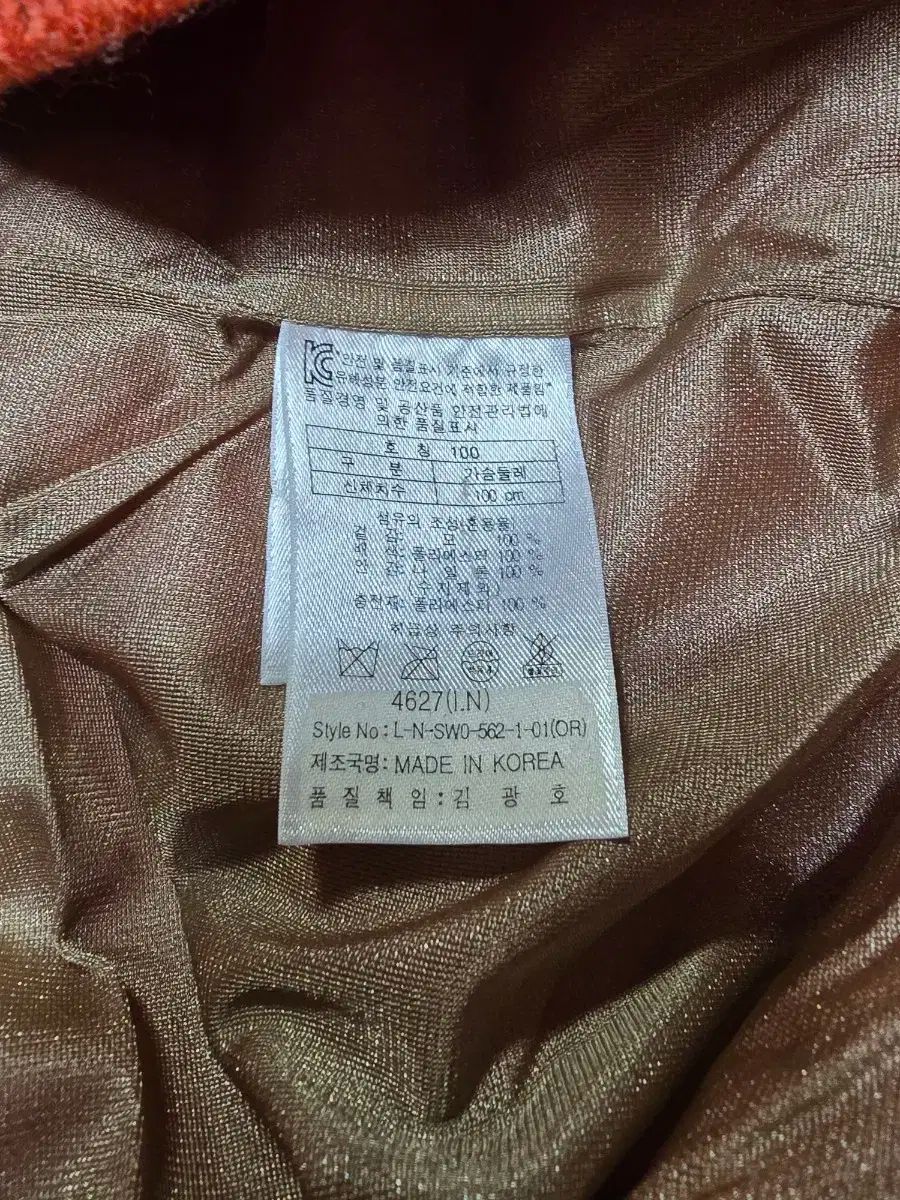 "안전 및 품질표시 기준에서 규정한
유해성분 안전요건에 적합한 제품임"
품질경영 및 공산품 안전관리법에
의한 품질표시
호 칭 100
구 분 가슴둘레
신체치수 100 cm
섬유의 조성(혼용율)
겉 감: 모 100 %
배 색: 폴리에스터 100 %
안 감: 나 일 론 100 %
충전재: 폴리에스터 100 %
취급상 주의사항
4627(I.N)
Style No: L-N-SW0-562-1-01(OR)
제조국명: MADE IN KOREA
품 질 책 임 : 김 광 호